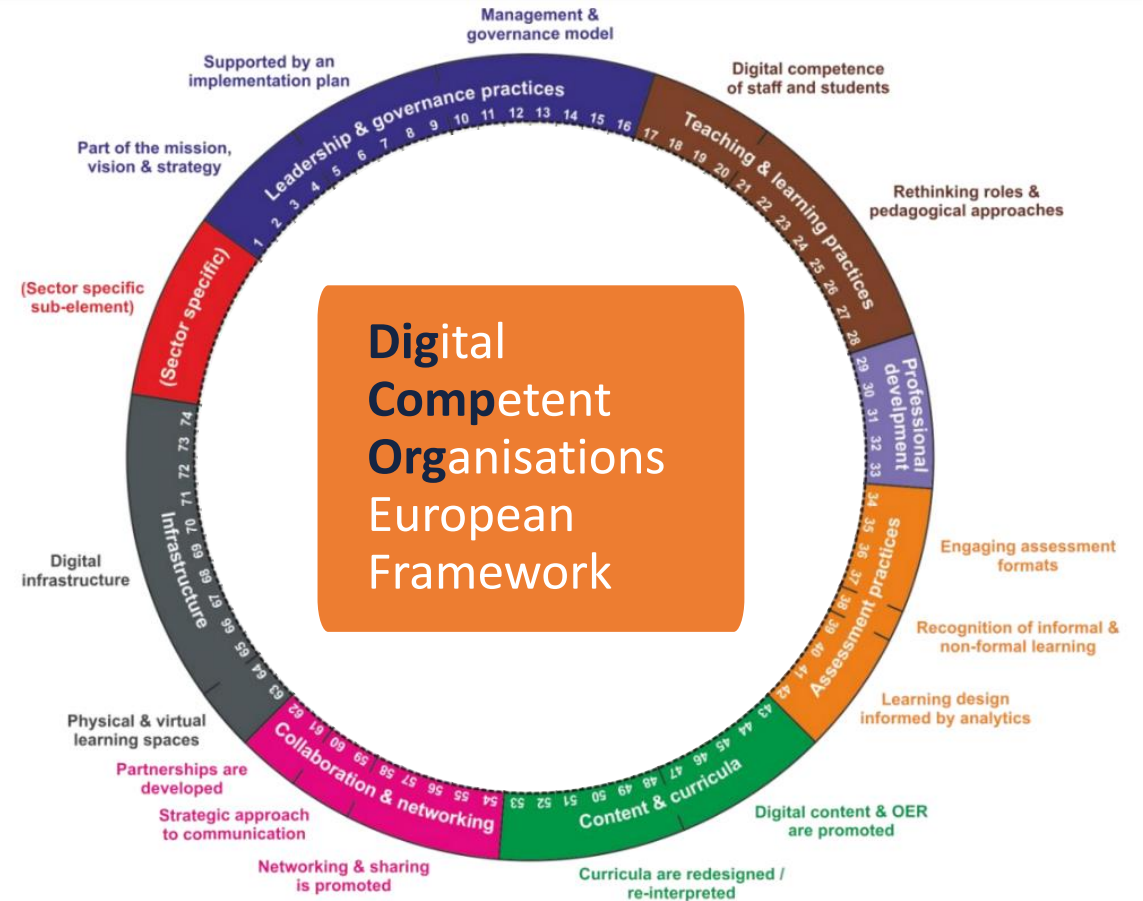 Management &
governance model
Supported by an
implementation plan
Part of the mission,
vision & strategy
(Sector specific
sub-element)
Digital competence
of staff and students
Rethinking roles &
pedagogical approaches
Leadership & governance practices
1 2 3 4 5 6 7 8 9 10 11 12 13 14 15 16
Teaching & learning practices
17 18 19 20 21 22 23 24 25 26 27 28
Professional
develpment
29 30 31 32 33
Assessment practices
34 35 36 37 38 39 40 41 42
Content & curricula
43 44 45 46 47 48 49 50 51 52 53
Collaboration & networking
54 55 56 57 58 59 60 61 62
Infrastructure
63 64 65 66 67 68 69 70 71 72 73 74
(Sector specific)
Digital
Competent
Organisations
European
Framework
Engaging assessment
formats
Recognition of informal &
non-formal learning
Learning design
informed by analytics
Digital content & OER
are promoted
Curricula are redesigned /
re-interpreted
Networking & sharing
is promoted
Strategic approach
to communication
Partnerships are
developed
Physical & virtual
learning spaces
Digital
infrastructure